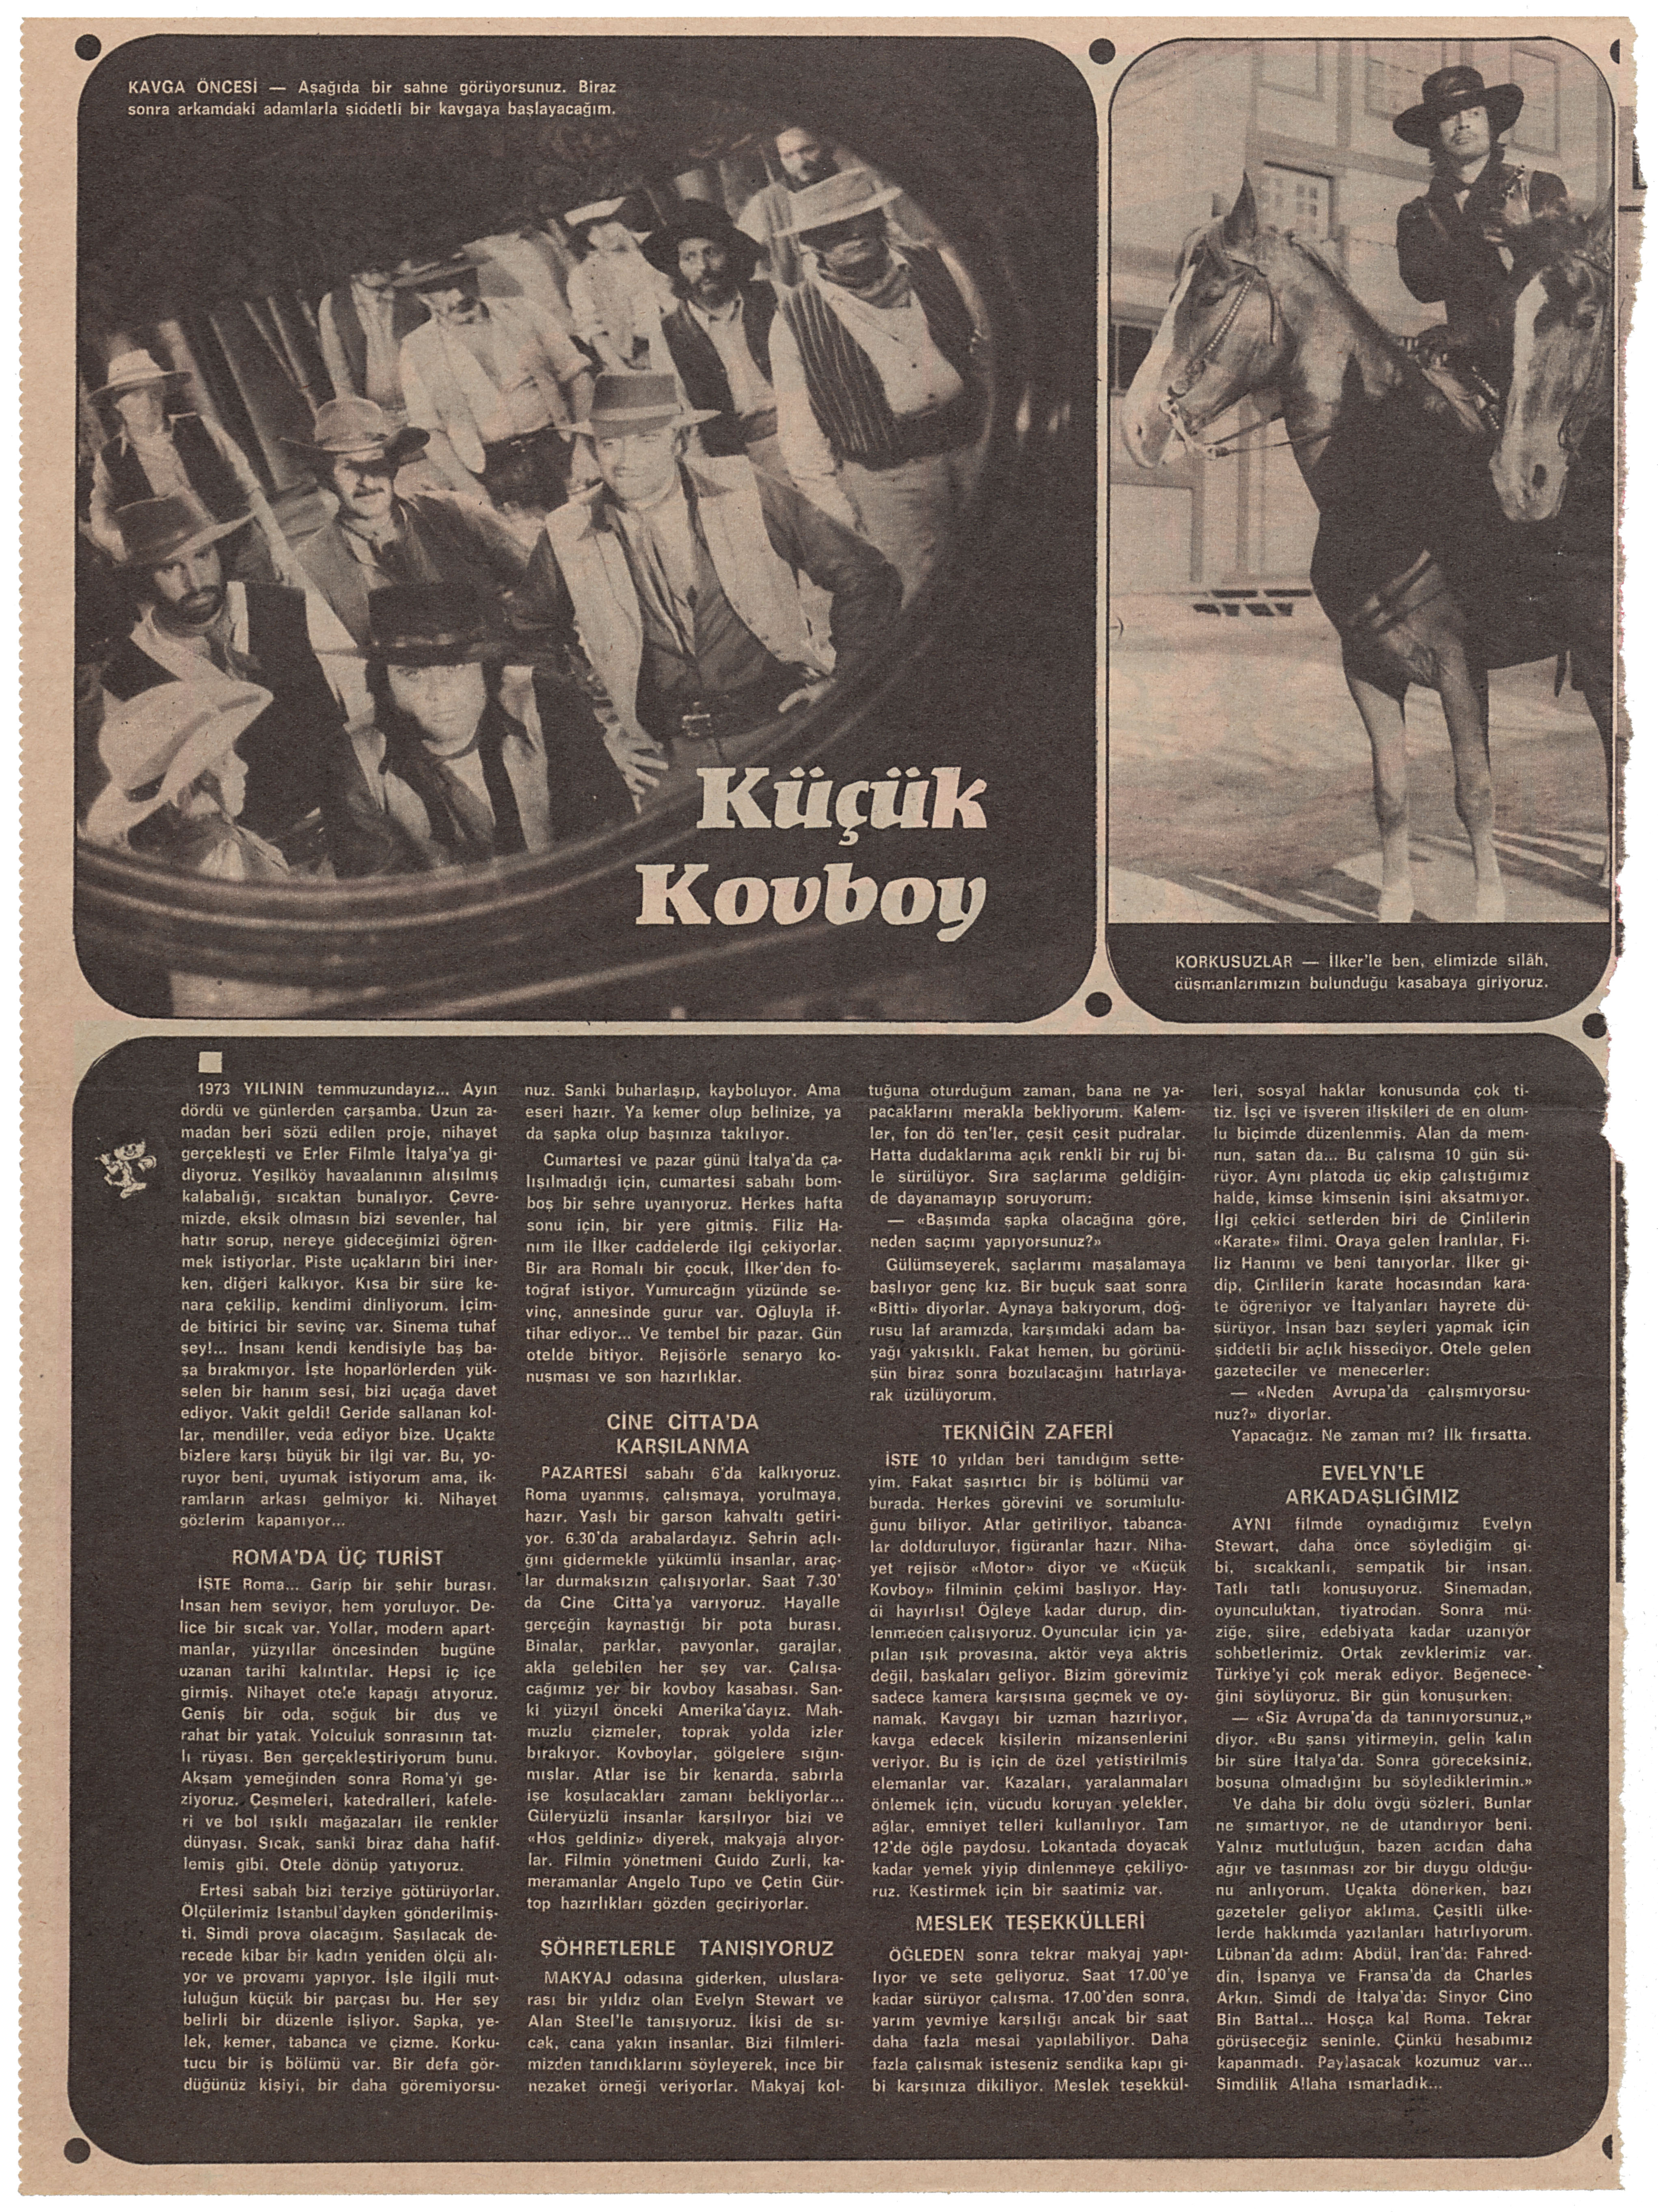 KAVGA ÖNCESİ — Aşağıda bir sahne görüyorsunuz. Biraz
sonra arkamdaki adamlarla şiddetli bir kavgaya başlayacağım.
Küçük
Kovboy
KORKUSUZLAR — İlker'le ben, elimizde silâh,
düşmanlarımızın bulunduğu kasabaya giriyoruz.
1973 YILININ temmuzundayız... Ayın
dördü ve günlerden çarşamba. Uzun za-
madan beri sözü edilen proje, nihayet
gerçekleşti ve Erler Filmle İtalya'ya gi-
diyoruz. Yeşilköy havaalanının alışılmış
kalabalığı, sıcaktan bunalıyor. Çevre-
mizde, eksik olmasın bizi sevenler, hal
hatır sorup, nereye gideceğimizi öğren-
mek istiyorlar. Piste uçakların biri iner-
ken, diğeri kalkıyor. Kısa bir süre ke-
nara çekilip, kendimi dinliyorum. İçim-
de bitirici bir sevinç var. Sinema tuhaf
şey!... İnsanı kendi kendisiyle baş ba-
şa bırakmıyor. İşte hoparlörlerden yük-
selen bir hanım sesi, bizi uçağa davet
ediyor. Vakit geldi! Geride sallanan kol-
lar, mendiller, veda ediyor bize. Uçakta
bizlere karşı büyük bir ilgi var. Bu, yo-
ruyor beni, uyumak istiyorum ama, ik-
ramların arkası gelmiyor ki. Nihayet
gözlerim kapanıyor...
ROMA'DA ÜÇ TURİST
İŞTE Roma... Garip bir şehir burası.
İnsan hem seviyor, hem yoruluyor. De-
lice bir sıcak var. Yollar, modern apart-
manlar, yüzyıllar öncesinden bugüne
uzanan tarihî kalıntılar. Hepsi iç içe
girmiş. Nihayet otele kapağı atıyoruz.
Geniş bir oda, soğuk bir duş ve
rahat bir yatak. Yolculuk sonrasının tat-
lı rüyası. Ben gerçekleştiriyorum bunu.
Akşam yemeğinden sonra Roma'yı ge-
ziyoruz. Çeşmeleri, katedralleri, kafele-
ri ve bol ışıklı mağazaları ile renkler
dünyası. Sıcak, sanki biraz daha hafif-
lemiş gibi. Otele dönüp yatıyoruz.
Ertesi sabah bizi terziye götürüyorlar.
Ölçülerimiz İstanbul'dayken gönderilmiş-
ti. Şimdi prova olacağım. Şaşılacak de-
recede kibar bir kadın yeniden ölçü alı-
yor ve provamı yapıyor. İşle ilgili mut-
luluğun küçük bir parçası bu. Her şey
belirli bir düzenle işliyor. Şapka, ye-
lek, kemer, tabanca ve çizme. Korku-
tucu bir iş bölümü var. Bir defa gör-
düğünüz kişiyi, bir daha göremiyorsu-
nuz. Sanki buharlaşıp, kayboluyor. Ama
eseri hazır. Ya kemer olup belinize, ya
da şapka olup başınıza takılıyor.
Cumartesi ve pazar günü İtalya'da ça-
lışılmadığı için, cumartesi sabahı bom-
boş bir şehre uyanıyoruz. Herkes hafta
sonu için, bir yere gitmiş. Filiz Ha-
nım ile İlker caddelerde ilgi çekiyorlar.
Bir ara Romalı bir çocuk, İlker'den fo-
toğraf istiyor. Yumurcağın yüzünde se-
vinç, annesinde gurur var. Oğluyla if-
tihar ediyor... Ve tembel bir pazar. Gün
otelde bitiyor. Rejisörle senaryo ko-
nuşması ve son hazırlıklar.
CİNE CİTTA'DA
KARŞILANMA
PAZARTESİ sabahı 6'da kalkıyoruz.
Roma uyanmış, çalışmaya, yorulmaya,
hazır. Yaşlı bir garson kahvaltı getiri-
yor. 6.30'da arabalardayız. Şehrin açlı-
ğını gidermekle yükümlü insanlar, araç-
lar durmaksızın çalışıyorlar. Saat 7.30'
da Cine Citta'ya varıyoruz. Hayalle
gerçeğin kaynaştığı bir pota burası.
Binalar, parklar, pavyonlar, garajlar,
akla gelebilen her şey var. Çalışa-
cağımız yer bir kovboy kasabası. San-
ki yüzyıl önceki Amerika'dayız. Mah-
muzlu çizmeler, toprak yolda izler
bırakıyor. Kovboylar, gölgelere sığın-
mışlar. Atlar ise bir kenarda, sabırla
işe koşulacakları zamanı bekliyorlar...
Güleryüzlü insanlar karşılıyor bizi ve
«Hoş geldiniz» diyerek, makyaja alıyor-
lar. Filmin yönetmeni Guido Zurli, ka-
meramanlar Angelo Tupo ve Çetin Gür-
top hazırlıkları gözden geçiriyorlar.
ŞÖHRETLERLE TANIŞIYORUZ
MAKYAJ odasına giderken, uluslara-
rası bir yıldız olan Evelyn Stewart ve
Alan Steel'le tanışıyoruz. İkisi de sı-
cak, cana yakın insanlar. Bizi filmleri-
mizden tanıdıklarını söyleyerek, ince bir
nezaket örneği veriyorlar. Makyaj kol-
tuğuna oturduğum zaman, bana ne ya-
pacaklarını merakla bekliyorum. Kalem-
ler, fon dö ten'ler, çeşit çeşit pudralar.
Hatta dudaklarıma açık renkli bir ruj bi-
le sürülüyor. Sıra saçlarıma geldiğin-
de dayanamayıp soruyorum:
— «Başımda şapka olacağına göre,
neden saçımı yapıyorsunuz?»
Gülümseyerek, saçlarımı maşalamaya
başlıyor genç kız. Bir buçuk saat sonra
«Bitti» diyorlar. Aynaya bakıyorum, doğ-
rusu laf aramızda, karşımdaki adam ba-
yağı yakışıklı. Fakat hemen, bu görünü-
şün biraz sonra bozulacağını hatırlaya-
rak üzülüyorum.
TEKNİĞİN ZAFERİ
İŞTE 10 yıldan beri tanıdığım sette-
yim. Fakat şaşırtıcı bir iş bölümü var
burada. Herkes görevini ve sorumlulu-
ğunu biliyor. Atlar getiriliyor, tabanca-
lar dolduruluyor, figüranlar hazır. Niha-
yet rejisör «Motor» diyor ve «Küçük
Kovboy» filminin çekimi başlıyor. Hay-
di hayırlısı! Öğleye kadar durup, din-
lenmeden çalışıyoruz. Oyuncular için ya-
pılan ışık provasına, aktör veya aktris
değil, başkaları geliyor. Bizim görevimiz
sadece kamera karşısına geçmek ve oy-
namak. Kavgayı bir uzman hazırlıyor,
kavga edecek kişilerin mizansenlerini
veriyor. Bu iş için de özel yetiştirilmiş
elemanlar var. Kazaları, yaralanmaları
önlemek için, vücudu koruyan yelekler,
ağlar, emniyet telleri kullanılıyor. Tam
12'de öğle paydosu. Lokantada doyacak
kadar yemek yiyip dinlenmeye çekiliyo-
ruz. Kestirmek için bir saatimiz var.
MESLEK TEŞEKKÜLLERİ
ÖĞLEDEN sonra tekrar makyaj yapı-
lıyor ve sete geliyoruz. Saat 17.00'ye
kadar sürüyor çalışma. 17.00'den sonra,
yarım yevmiye karşılığı ancak bir saat
daha fazla mesai yapılabiliyor. Daha
fazla çalışmak isteseniz sendika kapı gi-
bi karşınıza dikiliyor. Meslek teşekkül-
leri, sosyal haklar konusunda çok ti-
tiz. İşçi ve işveren ilişkileri de en olum-
lu biçimde düzenlenmiş. Alan da mem-
nun, satan da... Bu çalışma 10 gün sü-
rüyor. Aynı platoda üç ekip çalıştığımız
halde, kimse kimsenin işini aksatmıyor.
İlgi çekici setlerden biri de Çinlilerin
«Karate» filmi. Oraya gelen İranlılar, Fi-
liz Hanımı ve beni tanıyorlar. İlker gi-
dip, Çinlilerin karate hocasından kara-
te öğreniyor ve İtalyanları hayrete dü-
şürüyor. İnsan bazı şeyleri yapmak için
şiddetli bir açlık hissediyor. Otele gelen
gazeteciler ve menecerler:
— «Neden Avrupa'da çalışmıyorsu-
nuz?» diyorlar.
Yapacağız. Ne zaman mı? İlk fırsatta.
EVELYN'LE
ARKADAŞLIĞIMIZ
AYNI filmde oynadığımız Evelyn
Stewart, daha önce söylediğim gi-
bi, sıcakkanlı, sempatik bir insan.
Tatlı tatlı konuşuyoruz. Sinemadan,
oyunculuktan, tiyatrodan. Sonra mü-
ziğe, şiire, edebiyata kadar uzanıyor
sohbetlerimiz. Ortak zevklerimiz var.
Türkiye'yi çok merak ediyor. Beğenece-
ğini söylüyoruz. Bir gün konuşurken:
— «Siz Avrupa'da da tanınıyorsunuz,»
diyor. «Bu şansı yitirmeyin, gelin kalın
bir süre İtalya'da. Sonra göreceksiniz,
boşuna olmadığını bu söylediklerimin.»
Ve daha bir dolu övgü sözleri. Bunlar
ne şımartıyor, ne de utandırıyor beni.
Yalnız mutluluğun, bazen acıdan daha
ağır ve taşınması zor bir duygu olduğu-
nu anlıyorum. Uçakta dönerken, bazı
gazeteler geliyor aklıma. Çeşitli ülke-
lerde hakkımda yazılanları hatırlıyorum.
Lübnan'da adım: Abdül, İran'da: Fahred-
din, İspanya ve Fransa'da da Charles
Arkın. Şimdi de İtalya'da: Sinyor Cino
Bin Battal... Hoşça kal Roma. Tekrar
görüşeceğiz seninle. Çünkü hesabımız
kapanmadı. Paylaşacak kozumuz var...
Şimdilik Allaha ısmarladık...